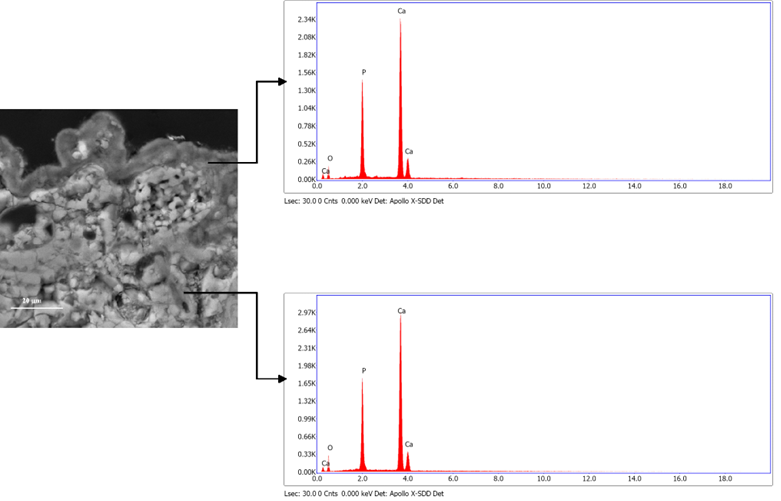 Ca
2.34K
2.08K
1.82K
1.56K
P
1.30K
1.04K
0.78K
0.52K
Ca
O
0.26K
Ca
0.00K
0.0 2.0 4.0 6.0 8.0 10.0 12.0 14.0 16.0 18.0
Lsec: 30.0 0 Cnts 0.000 keV Det: Apollo X-SDD Det
20 µm
Ca
2.97K
2.64K
2.31K
1.98K
P
1.65K
1.32K
0.99K
0.66K
Ca
O
0.33K
Ca
0.00K
0.0 2.0 4.0 6.0 8.0 10.0 12.0 14.0 16.0 18.0
Lsec: 30.0 0 Cnts 0.000 keV Det: Apollo X-SDD Det